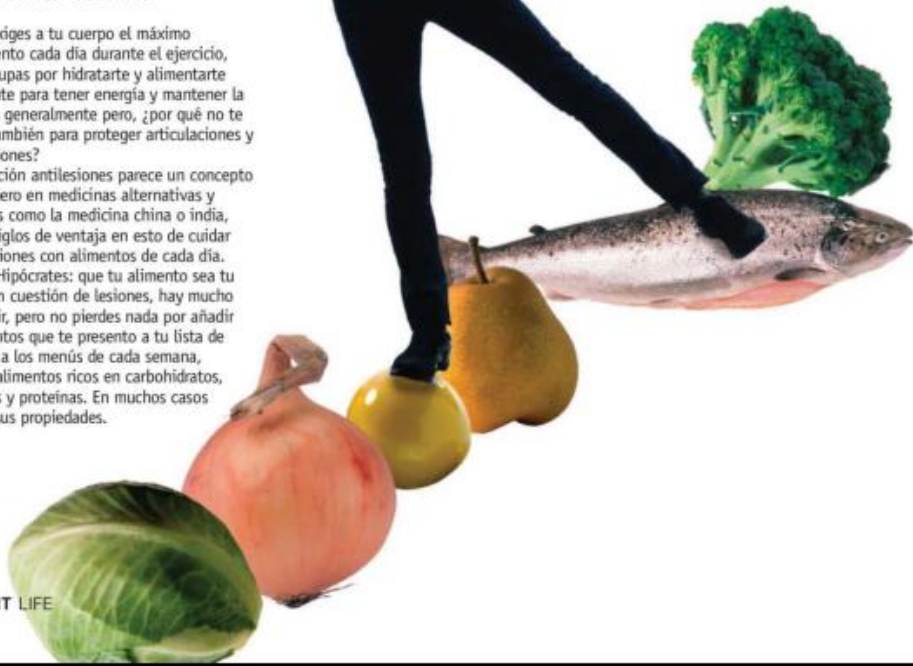 iges a tu cuerpo el máximo
nto cada día durante el ejercicio,
upas por hidratarte y alimentarte
te para tener energía y mantener la
generalmente pero, ¿por qué no te
ambién para proteger articulaciones y
ones?
ción antilesiones parece un concepto
ero en medicinas alternativas y
s como la medicina china o india,
iglos de ventaja en esto de cuidar
iones con alimentos de cada día.
Hipócrates: que tu alimento sea tu
n cuestión de lesiones, hay mucho
ir, pero no pierdes nada por añadir
ntos que te presento a tu lista de
a los menús de cada semana,
alimentos ricos en carbohidratos,
s y proteínas. En muchos casos
us propiedades.
T LIFE